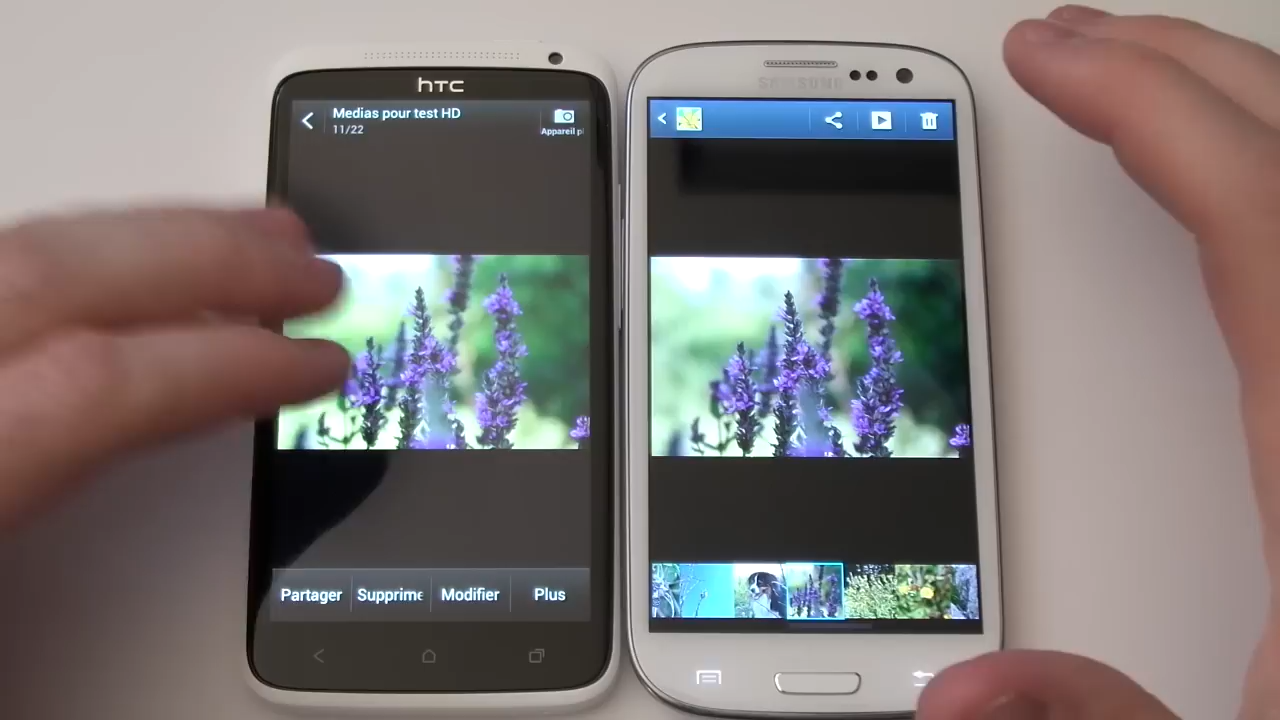 hTC
SAMSUNG
Medias pour test HD
11/22
Appareil p
Partager
Supprime
Modifier
Plus